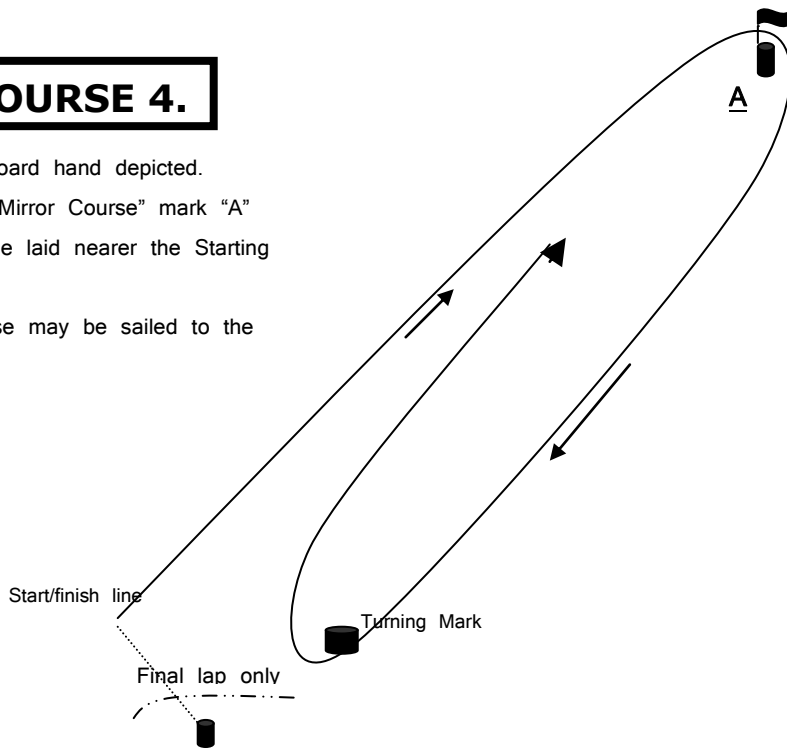 OURSE 4.
oard hand depicted.
Mirror Course” mark “A”
e laid nearer the Starting
se may be sailed to the
A
Start/finish line
Turning Mark
Final lap only